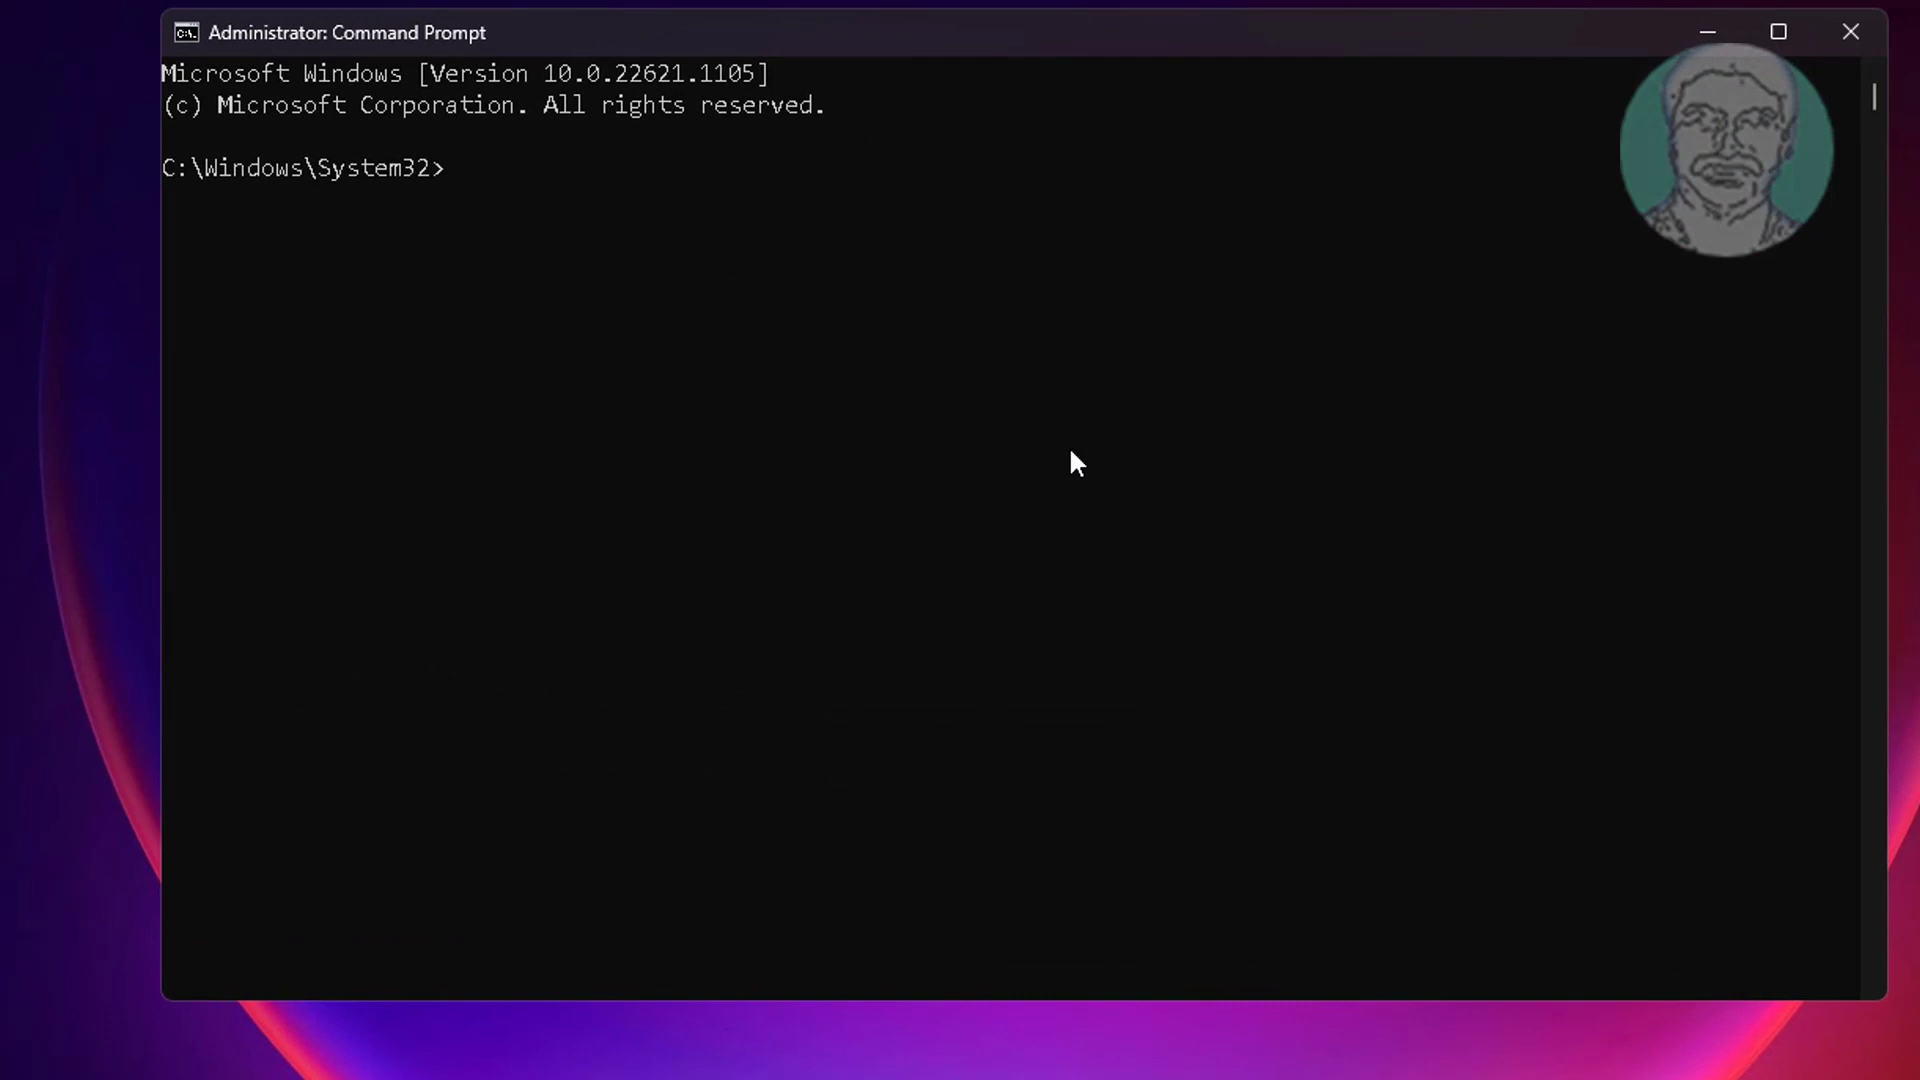 Administrator: Command Prompt
Microsoft Windows [Version 10.0.22621.1105]
(c) Microsoft Corporation. All rights reserved.
C:\Windows\System32>